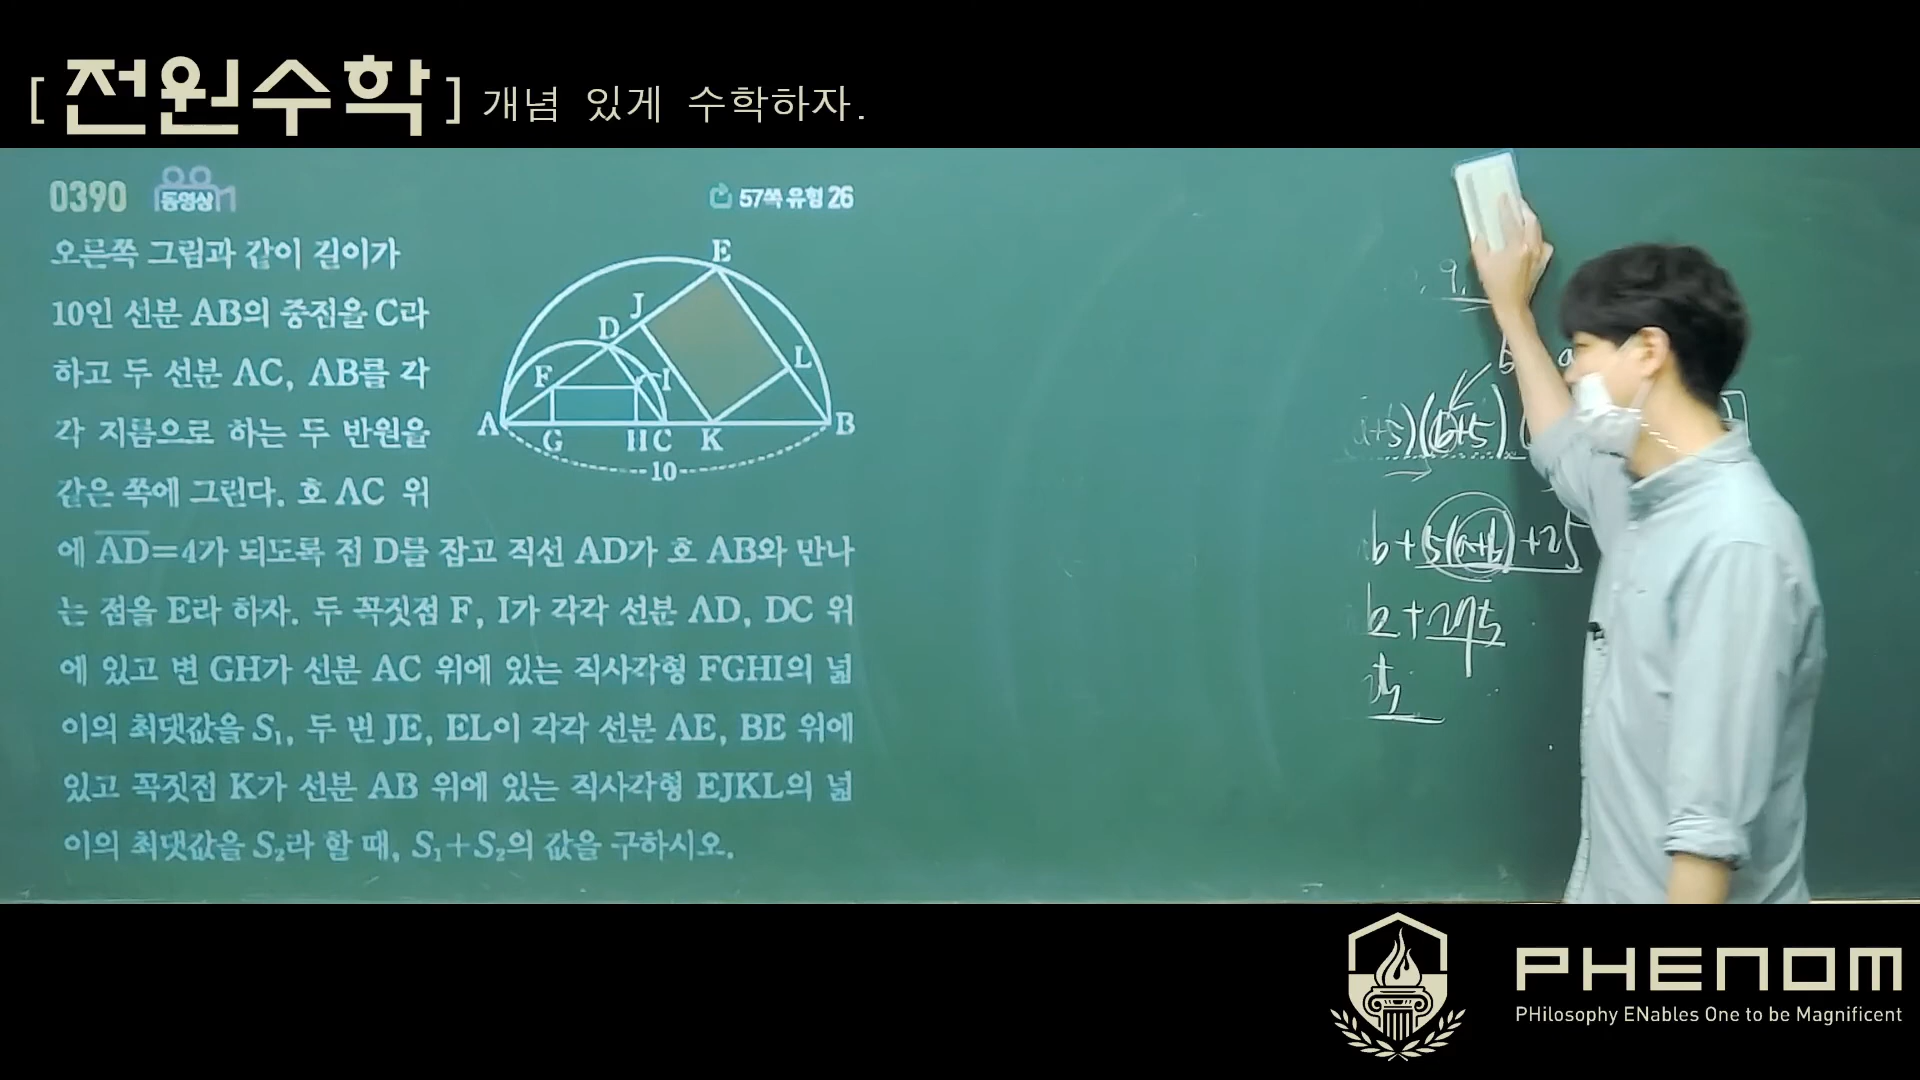 [전원수학] 개념 있게 수학하자.
0390 동영상 57쪽 유형 26
오른쪽 그림과 같이 길이가
10인 선분 AB의 중점을 C라
하고 두 선분 AC, AB를 각
각 지름으로 하는 두 반원을
같은 쪽에 그린다. 호 AC 위
에 AD=4가 되도록 점 D를 잡고 직선 AD가 호 AB와 만나
는 점을 E라 하자. 두 꼭짓점 F, I가 각각 선분 AD, DC 위
에 있고 변 GH가 선분 AC 위에 있는 직사각형 FGHI의 넓
이의 최댓값을 S₁, 두 변 JE, EL이 각각 선분 AE, BE 위에
있고 꼭짓점 K가 선분 AB 위에 있는 직사각형 EJKL의 넓
이의 최댓값을 S₂라 할 때, S₁+S₂의 값을 구하시오.
E
J
D
L
F
I
A
G
H
C
K
B
10
9
a+5)(b+5)
b+5(a+b)+25
PHENOM
PHilosophy ENables One to be Magnificent